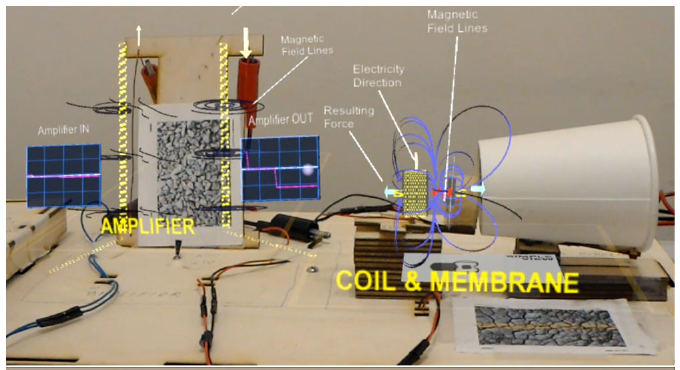 Magnetic
Field Lines
Magnetic
Field Lines
Electricity
Direction
Resulting
Force
Amplifier IN
Amplifier OUT
AMPLIFIER
COIL & MEMBRANE